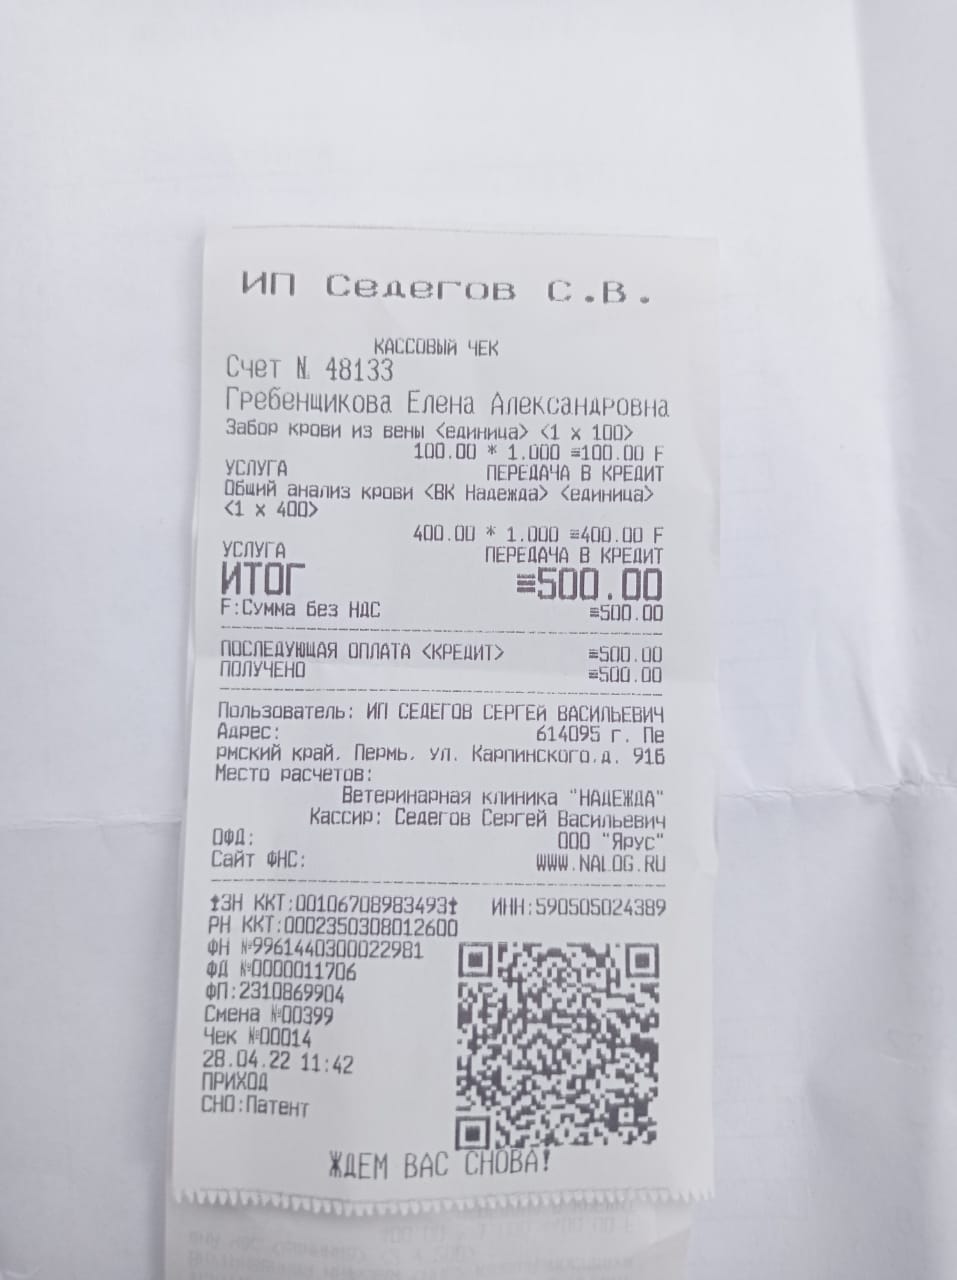 ИП Седегов С.В.
КАССОВЫЙ ЧЕК
Счет № 48133
Гребенщикова Елена Александровна
Забор крови из вены <единица> <1 x 100>
100.00 * 1.000 ≡100.00 F
УСЛУГА ПЕРЕДАЧА В КРЕДИТ
Общий анализ крови <ВК Надежда> <единица>
<1 x 400>
400.00 * 1.000 ≡400.00 F
УСЛУГА ПЕРЕДАЧА В КРЕДИТ
ИТОГ ≡500.00
F:Сумма без НДС ≡500.00
ПОСЛЕДУЮЩАЯ ОПЛАТА <КРЕДИТ> ≡500.00
ПОЛУЧЕНО ≡500.00
Пользователь: ИП СЕДЕГОВ СЕРГЕЙ ВАСИЛЬЕВИЧ
Адрес: 614095 г. Пе
рмский край, Пермь, ул. Карпинского,д. 91б
Место расчетов:
Ветеринарная клиника "НАДЕЖДА"
Кассир: Седегов Сергей Васильевич
ОФД: ООО "Ярус"
Сайт ФНС: WWW.NALOG.RU
ЗН ККТ:00106708983493 ИНН:590505024389
РН ККТ:0002350308012600
ФН №9961440300022981
ФД №0000011706
ФП:2310869904
Смена №00399
Чек №00014
28.04.22 11:42
ПРИХОД
СНО:Патент
ЖДЕМ ВАС СНОВА!